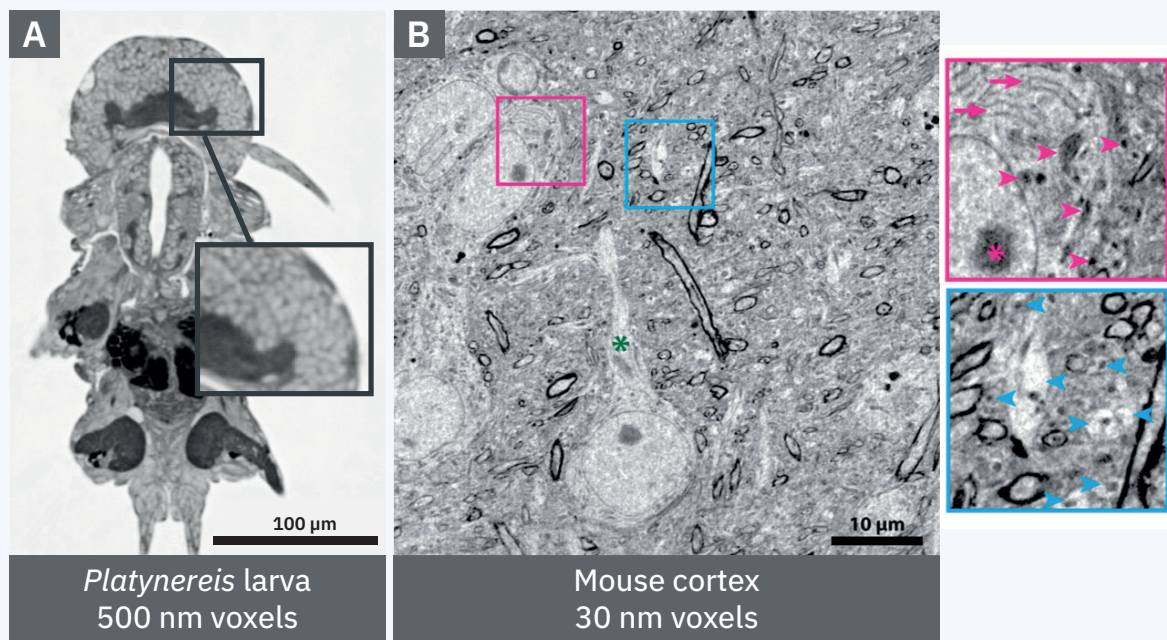 A
B
100 µm
10 µm
Platynereis larva
500 nm voxels
Mouse cortex
30 nm voxels